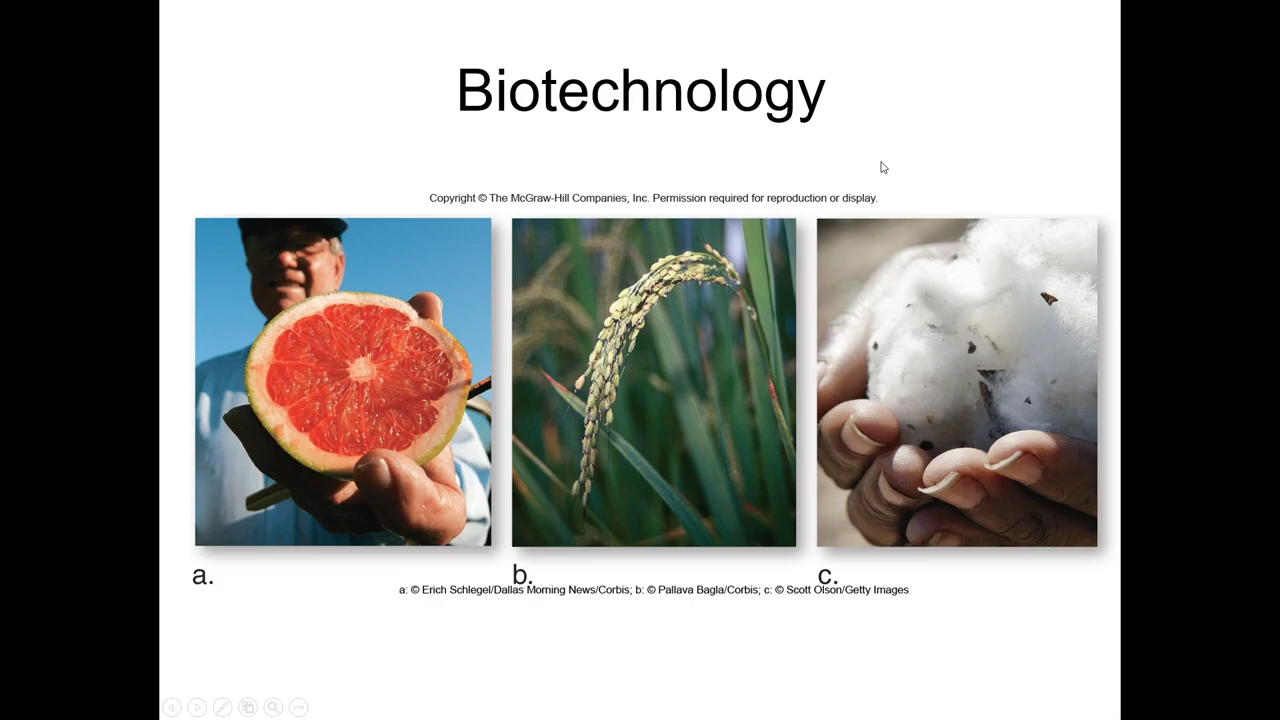 Biotechnology
Copyright © The McGraw-Hill Companies, Inc. Permission required for reproduction or display.
a.
b.
c.
a: © Erich Schlegel/Dallas Morning News/Corbis; b: © Pallava Bagla/Corbis; c: © Scott Olson/Getty Images